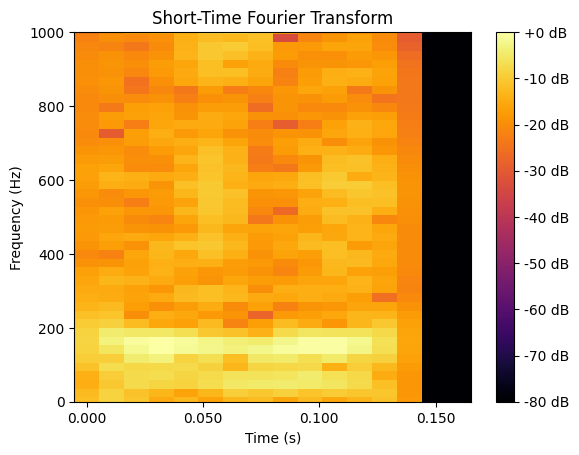 Short-Time Fourier Transform
1000
800
600
400
200
0
Frequency (Hz)
0.000
0.050
0.100
0.150
Time (s)
+0 dB
-10 dB
-20 dB
-30 dB
-40 dB
-50 dB
-60 dB
-70 dB
-80 dB